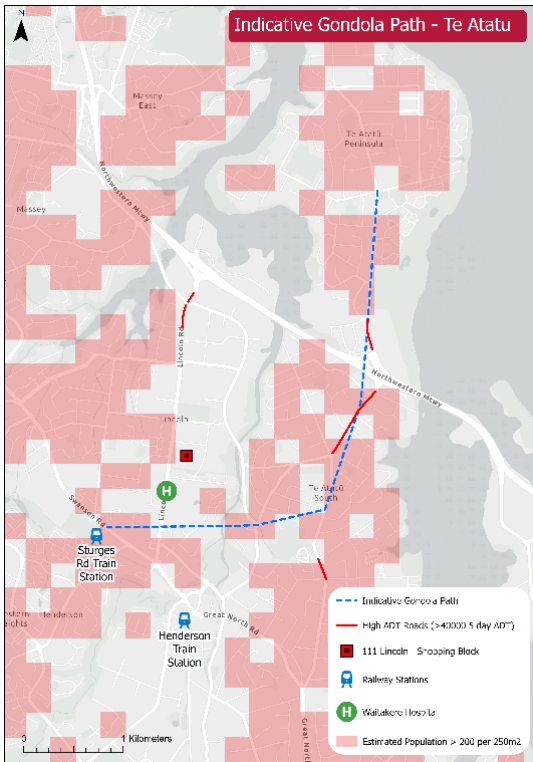 Indicative Gondola Path - Te Atatu
N
Massey
East
Te Atatū
Peninsula
Northwestern Mtwy
Massey
Lincoln Rd
Northwestern Mtwy
Lincoln
Te Atatū
South
Lincoln
Swanson Rd
Sturges
Rd Train
Station
Henderson
Train
Station
Great North Rd
estern Henderson
eights
Great North
0
1 Kilometers
Indicative Gondola Path
High ADT Roads (>40000 5 day ADT)
111 Lincoln Shopping Block
Railway Stations
H
Waitakere Hospital
Estimated Population > 200 per 250m2